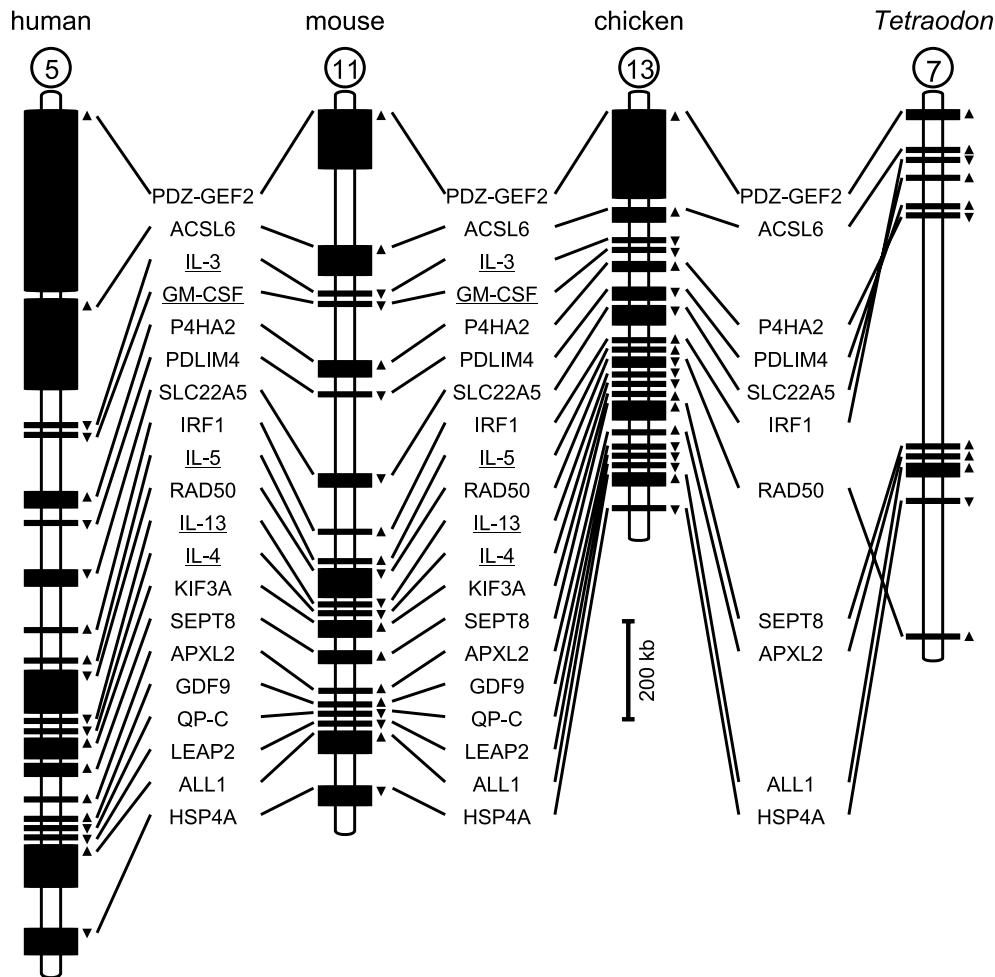 human mouse chicken Tetraodon
5 11 13 7
PDZ-GEF2 PDZ-GEF2 PDZ-GEF2
ACSL6 ACSL6 ACSL6
IL-3 IL-3
GM-CSF GM-CSF
P4HA2 P4HA2 P4HA2
PDLIM4 PDLIM4 PDLIM4
SLC22A5 SLC22A5 SLC22A5
IRF1 IRF1 IRF1
IL-5 IL-5
RAD50 RAD50 RAD50
IL-13 IL-13
IL-4 IL-4
KIF3A KIF3A
SEPT8 SEPT8 SEPT8
APXL2 APXL2 APXL2
GDF9 GDF9
QP-C QP-C
LEAP2 LEAP2
ALL1 ALL1 ALL1
HSP4A HSP4A HSP4A
200 kb